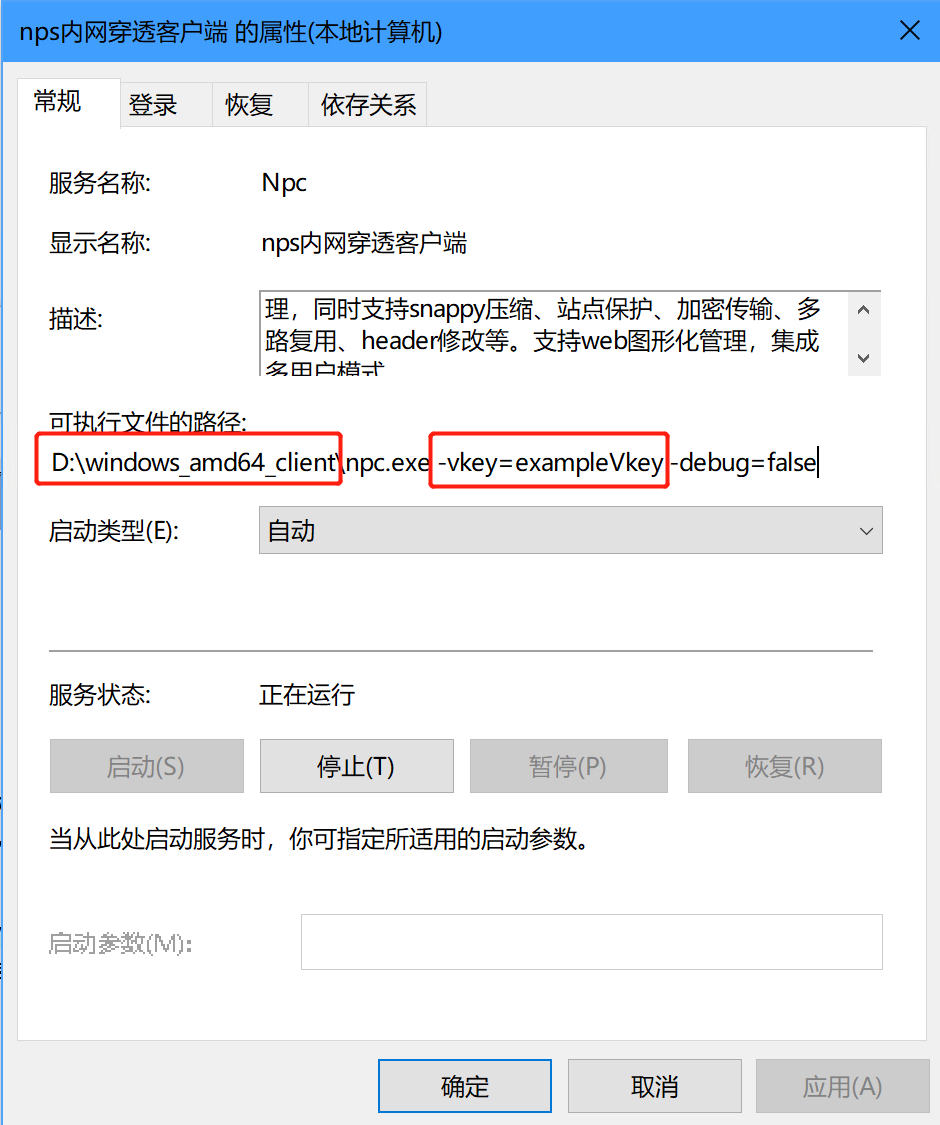 nps内网穿透客户端 的属性(本地计算机)
常规
登录
恢复
依存关系
服务名称:
Npc
显示名称:
nps内网穿透客户端
描述:
理，同时支持snappy压缩、站点保护、加密传输、多
路复用、header修改等。支持web图形化管理，集成
多用户模式
可执行文件的路径:
D:\windows_amd64_client\npc.exe -vkey=exampleVkey -debug=false
启动类型(E):
自动
服务状态:
正在运行
启动(S)
停止(T)
暂停(P)
恢复(R)
当从此处启动服务时，你可指定所适用的启动参数。
启动参数(M):
确定
取消
应用(A)